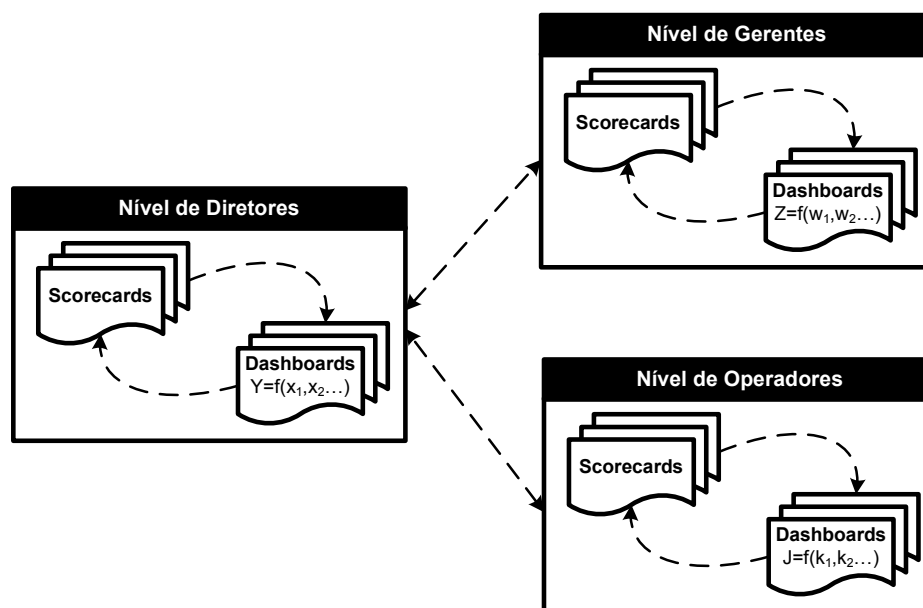 Nível de Gerentes
Scorecards
Dashboards
Z=f(w₁,w₂...)
Nível de Diretores
Scorecards
Dashboards
Y=f(x₁,x₂...)
Nível de Operadores
Scorecards
Dashboards
J=f(k₁,k₂...)